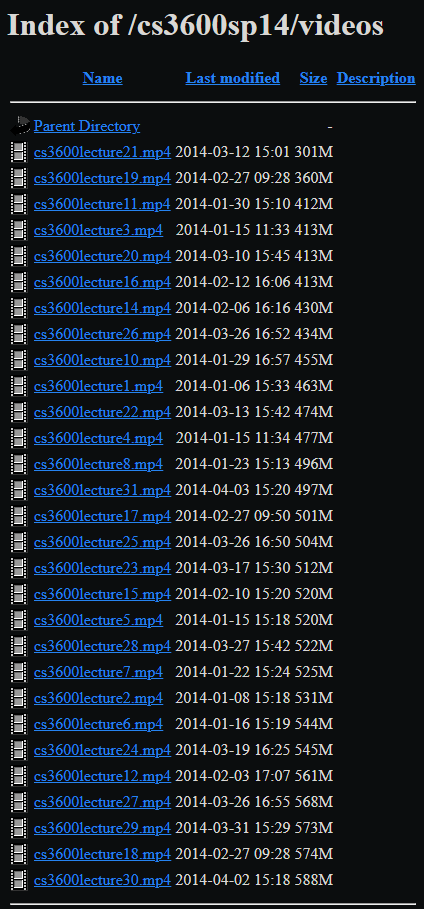 Index of /cs3600sp14/videos
Name Last modified Size Description
Parent Directory -
cs3600lecture21.mp4 2014-03-12 15:01 301M
cs3600lecture19.mp4 2014-02-27 09:28 360M
cs3600lecture11.mp4 2014-01-30 15:10 412M
cs3600lecture3.mp4 2014-01-15 11:33 413M
cs3600lecture20.mp4 2014-03-10 15:45 413M
cs3600lecture16.mp4 2014-02-12 16:06 413M
cs3600lecture14.mp4 2014-02-06 16:16 430M
cs3600lecture26.mp4 2014-03-26 16:52 434M
cs3600lecture10.mp4 2014-01-29 16:57 455M
cs3600lecture1.mp4 2014-01-06 15:33 463M
cs3600lecture22.mp4 2014-03-13 15:42 474M
cs3600lecture4.mp4 2014-01-15 11:34 477M
cs3600lecture8.mp4 2014-01-23 15:13 496M
cs3600lecture31.mp4 2014-04-03 15:20 497M
cs3600lecture17.mp4 2014-02-27 09:50 501M
cs3600lecture25.mp4 2014-03-26 16:50 504M
cs3600lecture23.mp4 2014-03-17 15:30 512M
cs3600lecture15.mp4 2014-02-10 15:20 520M
cs3600lecture5.mp4 2014-01-15 15:18 520M
cs3600lecture28.mp4 2014-03-27 15:42 522M
cs3600lecture7.mp4 2014-01-22 15:24 525M
cs3600lecture2.mp4 2014-01-08 15:18 531M
cs3600lecture6.mp4 2014-01-16 15:19 544M
cs3600lecture24.mp4 2014-03-19 16:25 545M
cs3600lecture12.mp4 2014-02-03 17:07 561M
cs3600lecture27.mp4 2014-03-26 16:55 568M
cs3600lecture29.mp4 2014-03-31 15:29 573M
cs3600lecture18.mp4 2014-02-27 09:28 574M
cs3600lecture30.mp4 2014-04-02 15:18 588M